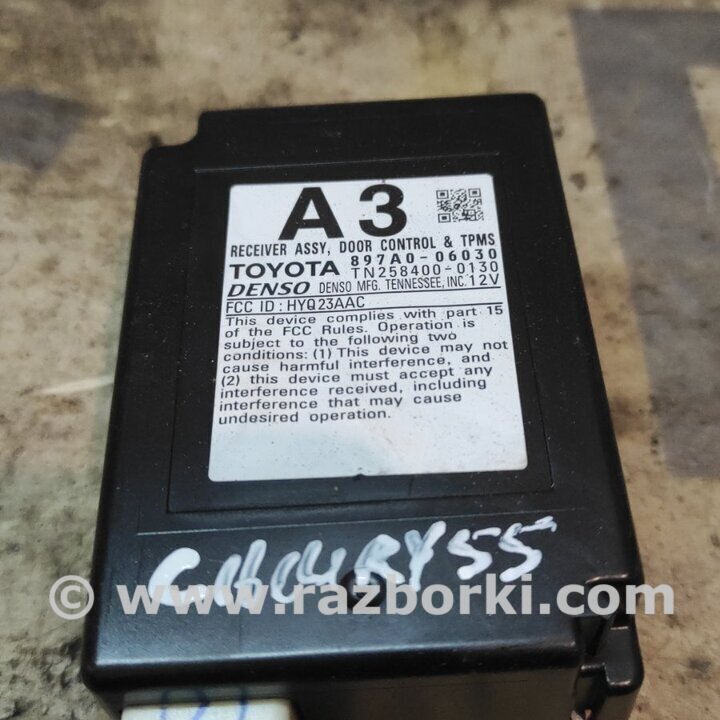 A3
RECEIVER ASSY, DOOR CONTROL & TPMS
TOYOTA 897A0-06030
TN258400-0130
DENSO DENSO MFG. TENNESSEE, INC. 12V
FCC ID : HYQ23AAC
This device complies with part 15
of the FCC Rules. Operation is
subject to the following two
conditions: (1) This device may not
cause harmful interference, and
(2) this device must accept any
interference received, including
interference that may cause
undesired operation.
© www.razborki.com